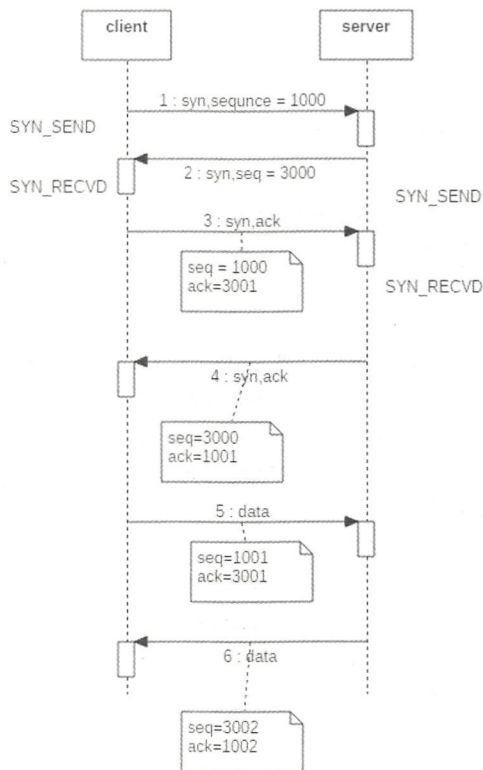 client
server
1 : syn,sequnce = 1000
SYN_SEND
2 : syn,seq = 3000
SYN_RECVD
SYN_SEND
3 : syn,ack
seq = 1000
ack=3001
SYN_RECVD
4 : syn,ack
seq=3000
ack=1001
5 : data
seq=1001
ack=3001
6 : data
seq=3002
ack=1002